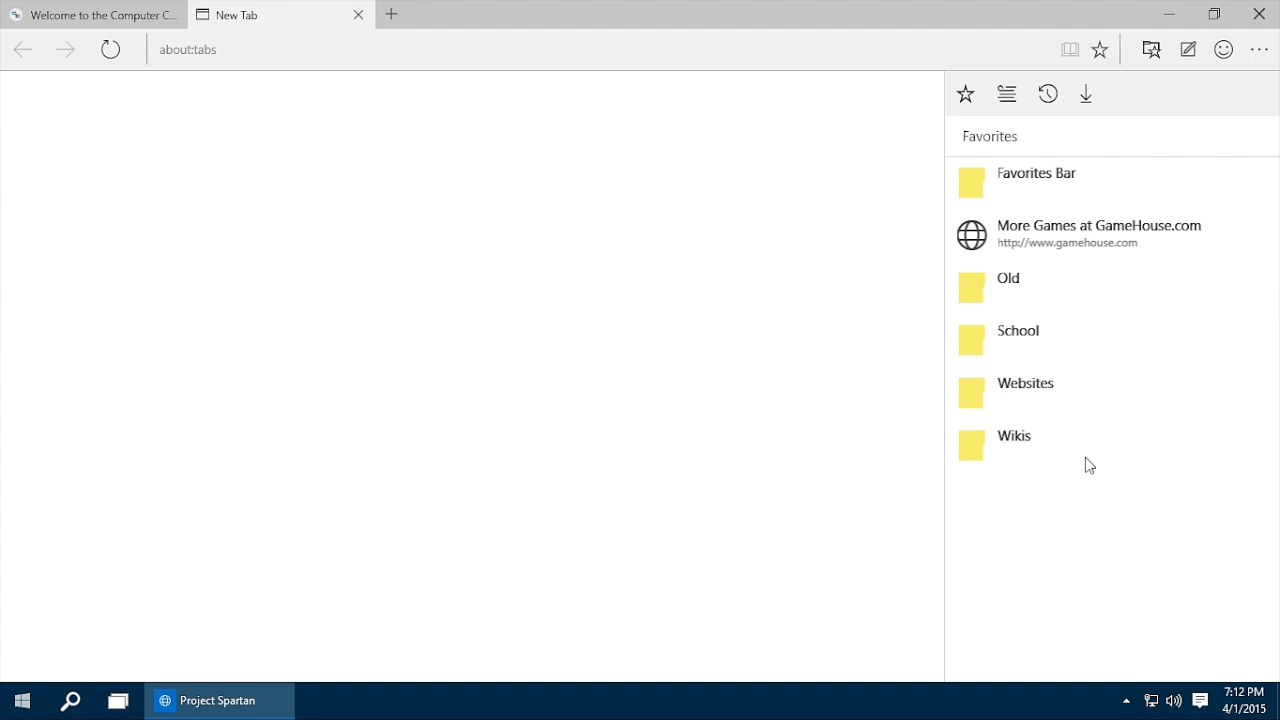 Welcome to the Computer C...
New Tab
about:tabs
Favorites
Favorites Bar
More Games at GameHouse.com
http://www.gamehouse.com
Old
School
Websites
Wikis
Project Spartan
7:12 PM
4/1/2015